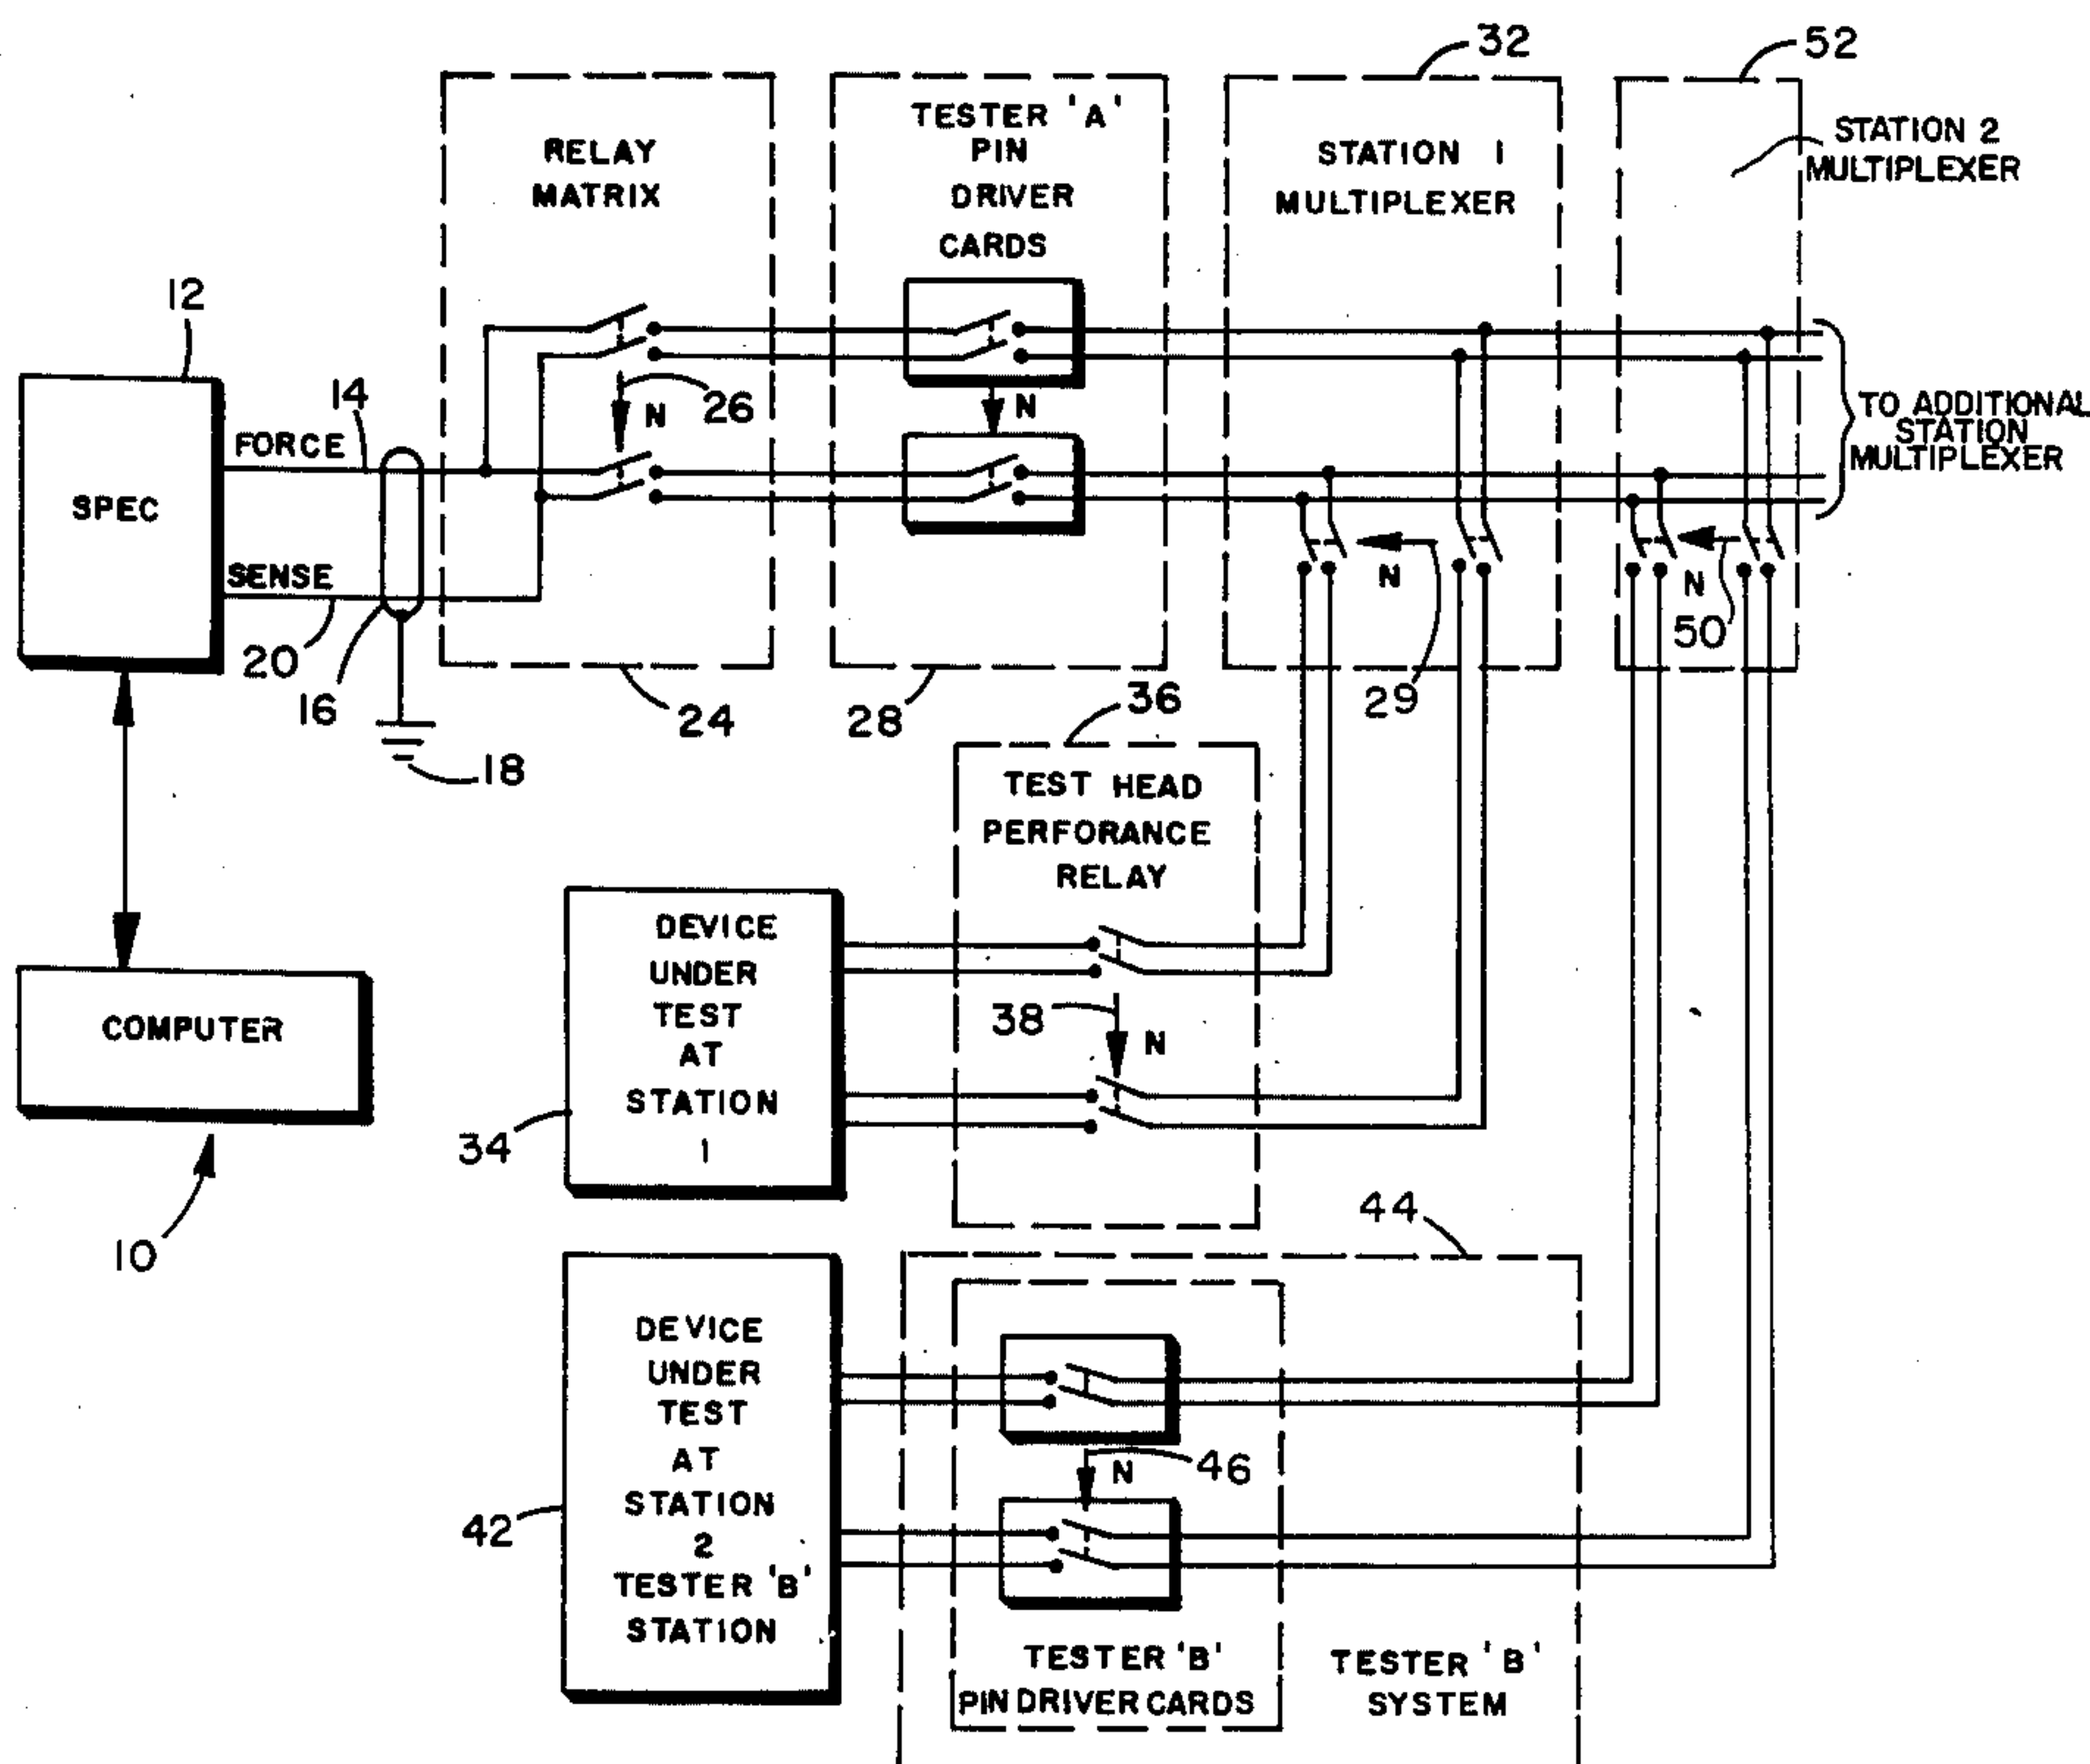 32
52
RELAY
MATRIX
TESTER 'A'
PIN
DRIVER
CARDS
STATION 1
MULTIPLEXER
STATION 2
MULTIPLEXER
12
14
FORCE
SPEC
SENSE
20
16
18
26
N
24
N
28
N
29
N
50
TO ADDITIONAL
STATION
MULTIPLEXER
36
TEST HEAD
PERFORANCE
RELAY
38
N
COMPUTER
10
DEVICE
UNDER
TEST
AT
STATION
1
34
44
DEVICE
UNDER
TEST
AT
STATION
2
TESTER 'B'
STATION
42
N
46
TESTER 'B'
PIN DRIVER CARDS
TESTER 'B'
SYSTEM